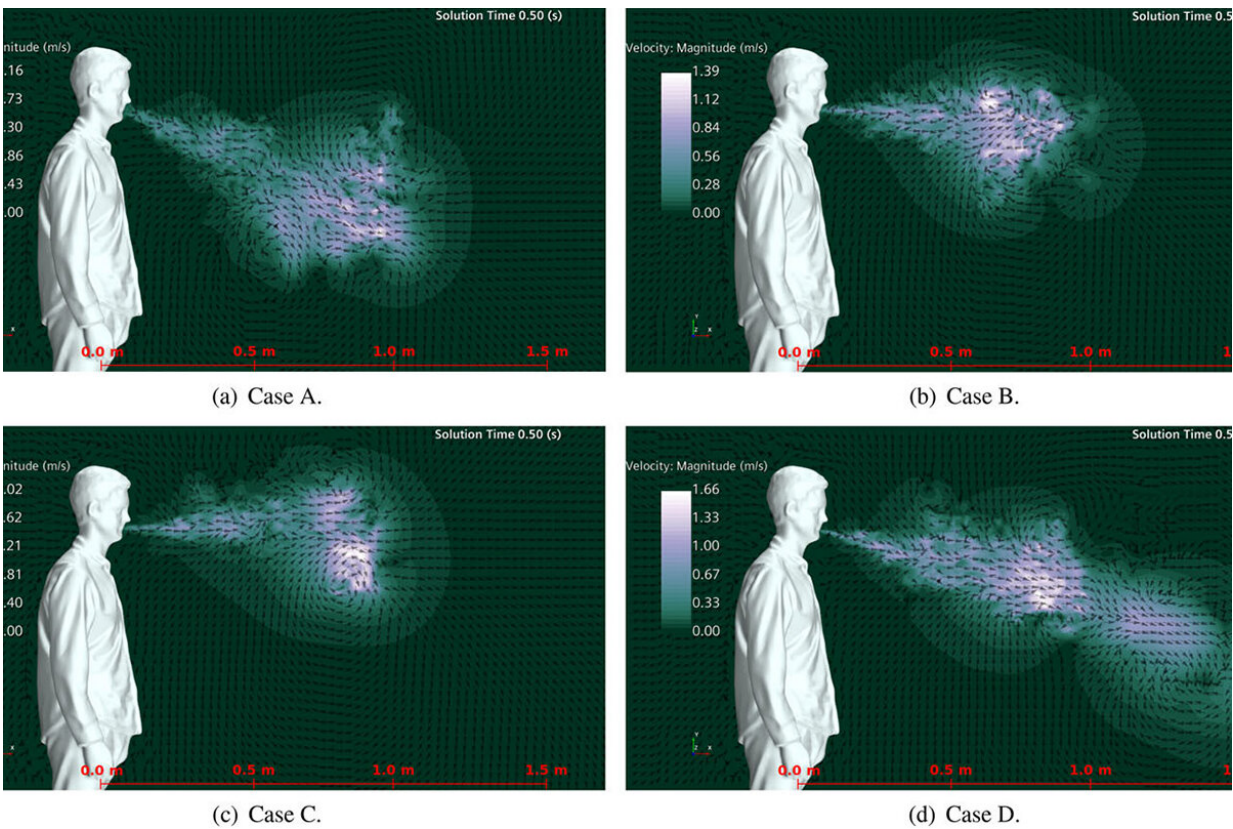 Solution Time 0.50 (s)
nitude (m/s)
.16
.73
.30
.86
.43
.00
x
0.0 m 0.5 m 1.0 m 1.5 m
(a) Case A.
Solution Time 0.5
Velocity: Magnitude (m/s)
1.39
1.12
0.84
0.56
0.28
0.00
Y
Z X
0.0 m 0.5 m 1.0 m 1
(b) Case B.
Solution Time 0.50 (s)
nitude (m/s)
.02
.62
.21
.81
.40
.00
x
0.0 m 0.5 m 1.0 m 1.5 m
(c) Case C.
Solution Time 0.5
Velocity: Magnitude (m/s)
1.66
1.33
1.00
0.67
0.33
0.00
Y
Z X
0.0 m 0.5 m 1.0 m 1
(d) Case D.